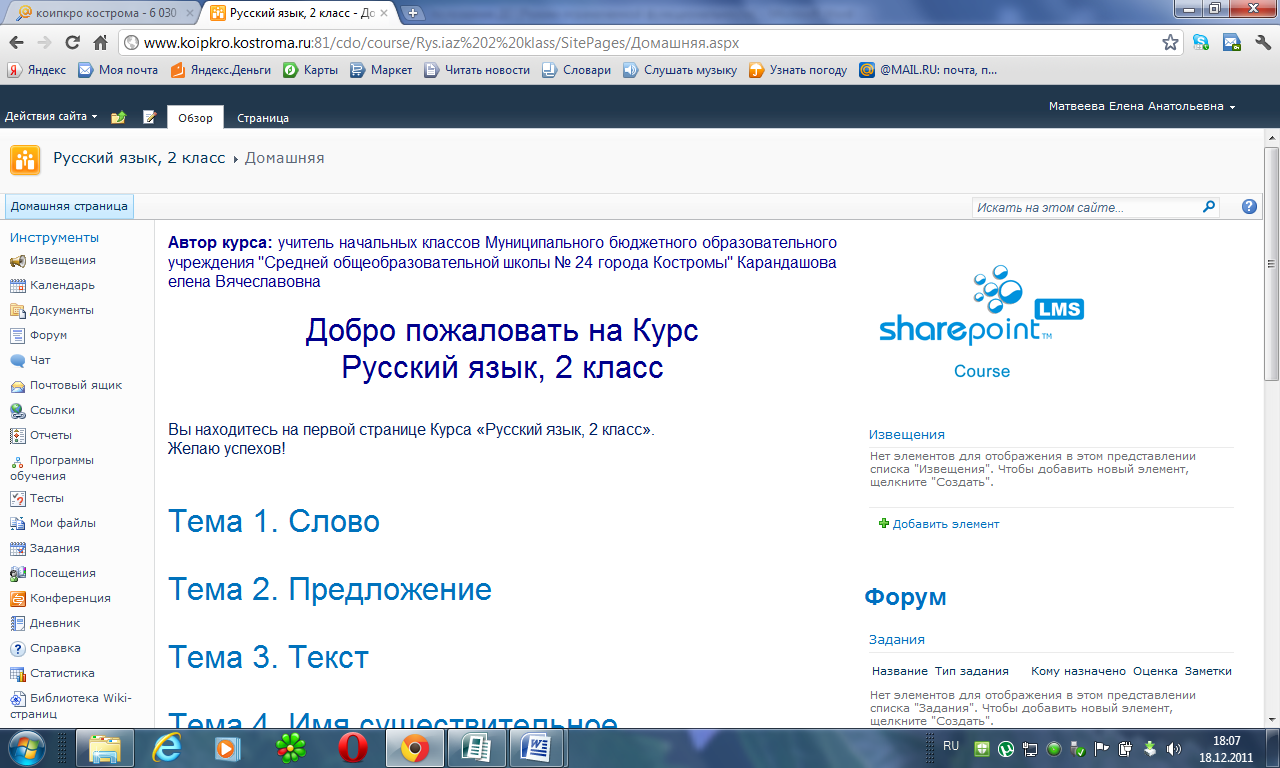 коипкро кострома - 6 030
Русский язык, 2 класс - До
www.koipkro.kostroma.ru:81/cdo/course/Rys.iaz%202%20klass/SitePages/Домашняя.aspx
Яндекс Моя почта Яндекс.Деньги Карты Маркет Читать новости Словари Слушать музыку Узнать погоду @MAIL.RU: почта, п...
Матвеева Елена Анатольевна
Действия сайта Обзор Страница
Русский язык, 2 класс Домашняя
Домашняя страница
Искать на этом сайте...
Инструменты
Извещения
Календарь
Документы
Форум
Чат
Почтовый ящик
Ссылки
Отчеты
Программы
обучения
Тесты
Мои файлы
Задания
Посещения
Конференция
Дневник
Справка
Статистика
Библиотека Wiki-
страниц
Автор курса: учитель начальных классов Муниципального бюджетного образовательного
учреждения "Средней общеобразовательной школы № 24 города Костромы" Карандашова
елена Вячеславовна
Добро пожаловать на Курс
Русский язык, 2 класс
Вы находитесь на первой странице Курса «Русский язык, 2 класс».
Желаю успехов!
Тема 1. Слово
Тема 2. Предложение
Тема 3. Текст
Тема 4. Имя существительное
sharepoint™ LMS
Course
Извещения
Нет элементов для отображения в этом представлении
списка "Извещения". Чтобы добавить новый элемент,
щелкните "Создать".
Добавить элемент
Форум
Задания
Название Тип задания Кому назначено Оценка Заметки
Нет элементов для отображения в этом представлении
списка "Задания". Чтобы добавить новый элемент,
щелкните "Создать".
RU
18:07
18.12.2011